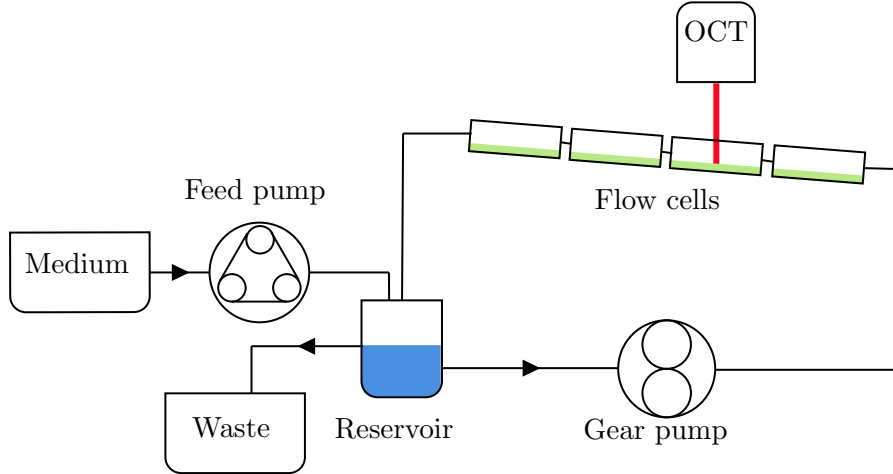 OCT
Flow cells
Feed pump
Medium
Waste
Reservoir
Gear pump